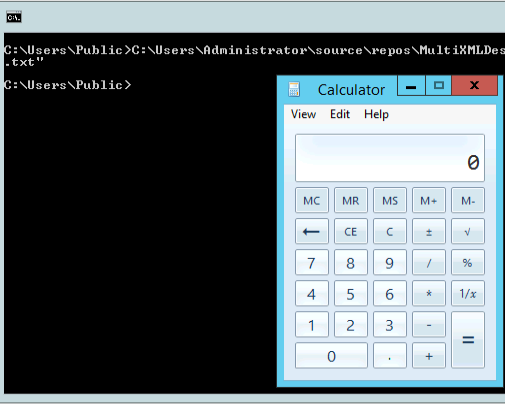 C:\Users\Public>C:\Users\Administrator\source\repos\MultiXMLDes
.txt"
C:\Users\Public>
Calculator
View Edit Help
0
MC MR MS M+ M-
← CE C ± √
7 8 9 / %
4 5 6 * 1/x
1 2 3 - =
0 . +